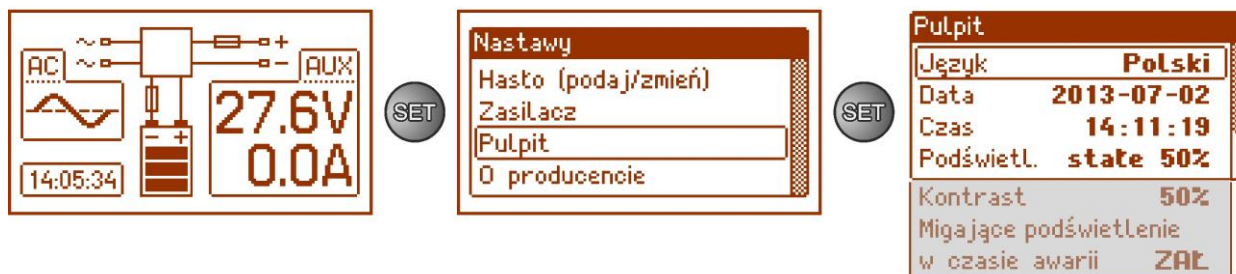 AC
AUX
27.6V
0.0A
14:05:34
SET
Nastawy
Hasło (podaj/zmień)
Zasilacz
Pulpit
O producencie
SET
Pulpit
Język Polski
Data 2013-07-02
Czas 14:11:19
Podświetl. stałe 50%
Kontrast 50%
Migające podświetlenie
w czasie awarii ZAŁ